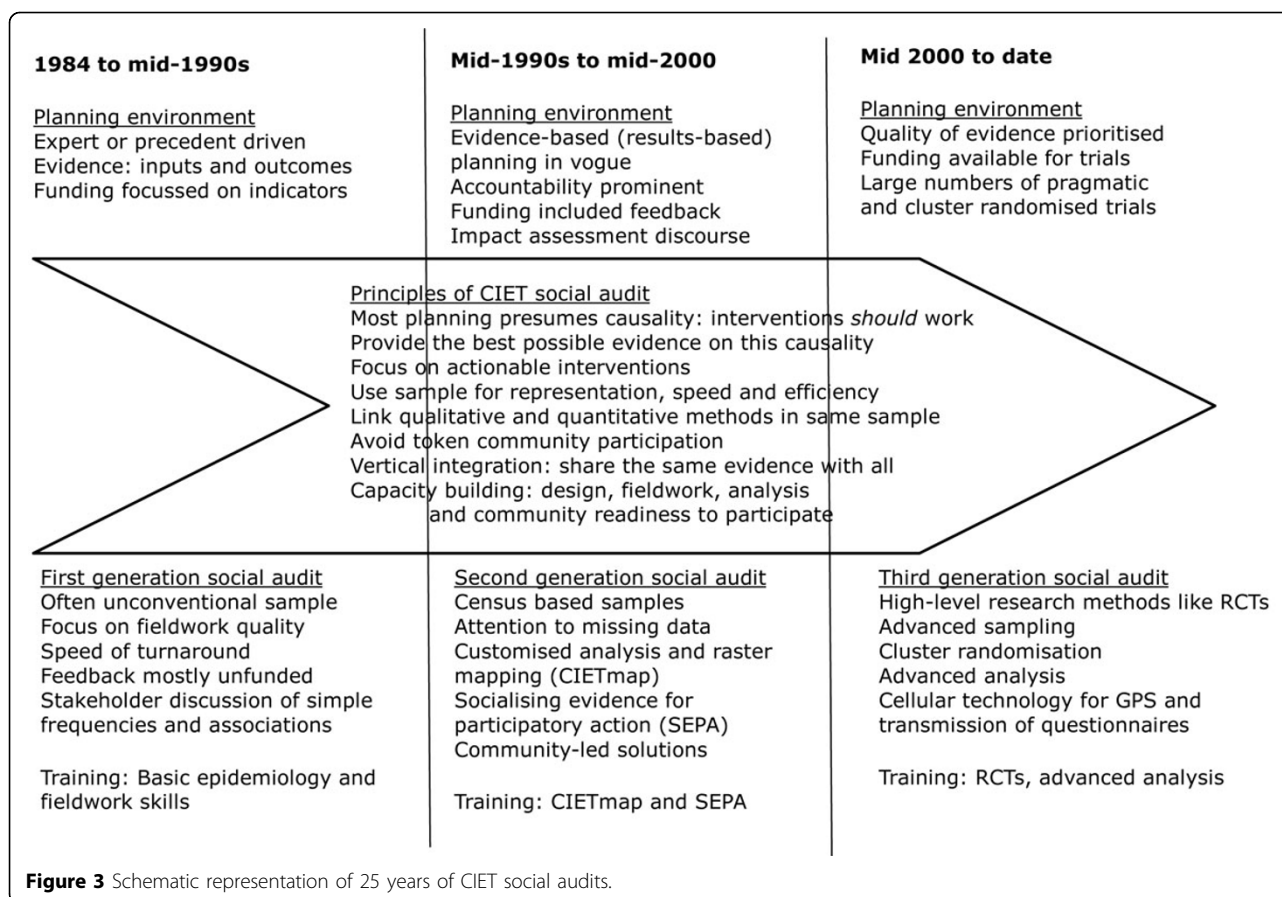 1984 to mid-1990s
Planning environment
Expert or precedent driven
Evidence: inputs and outcomes
Funding focussed on indicators
Mid-1990s to mid-2000
Planning environment
Evidence-based (results-based)
planning in vogue
Accountability prominent
Funding included feedback
Impact assessment discourse
Mid 2000 to date
Planning environment
Quality of evidence prioritised
Funding available for trials
Large numbers of pragmatic
and cluster randomised trials
Principles of CIET social audit
Most planning presumes causality: interventions should work
Provide the best possible evidence on this causality
Focus on actionable interventions
Use sample for representation, speed and efficiency
Link qualitative and quantitative methods in same sample
Avoid token community participation
Vertical integration: share the same evidence with all
Capacity building: design, fieldwork, analysis
and community readiness to participate
First generation social audit
Often unconventional sample
Focus on fieldwork quality
Speed of turnaround
Feedback mostly unfunded
Stakeholder discussion of simple
frequencies and associations
Training: Basic epidemiology and
fieldwork skills
Second generation social audit
Census based samples
Attention to missing data
Customised analysis and raster
mapping (CIETmap)
Socialising evidence for
participatory action (SEPA)
Community-led solutions
Training: CIETmap and SEPA
Third generation social audit
High-level research methods like RCTs
Advanced sampling
Cluster randomisation
Advanced analysis
Cellular technology for GPS and
transmission of questionnaires
Training: RCTs, advanced analysis
Figure 3 Schematic representation of 25 years of CIET social audits.